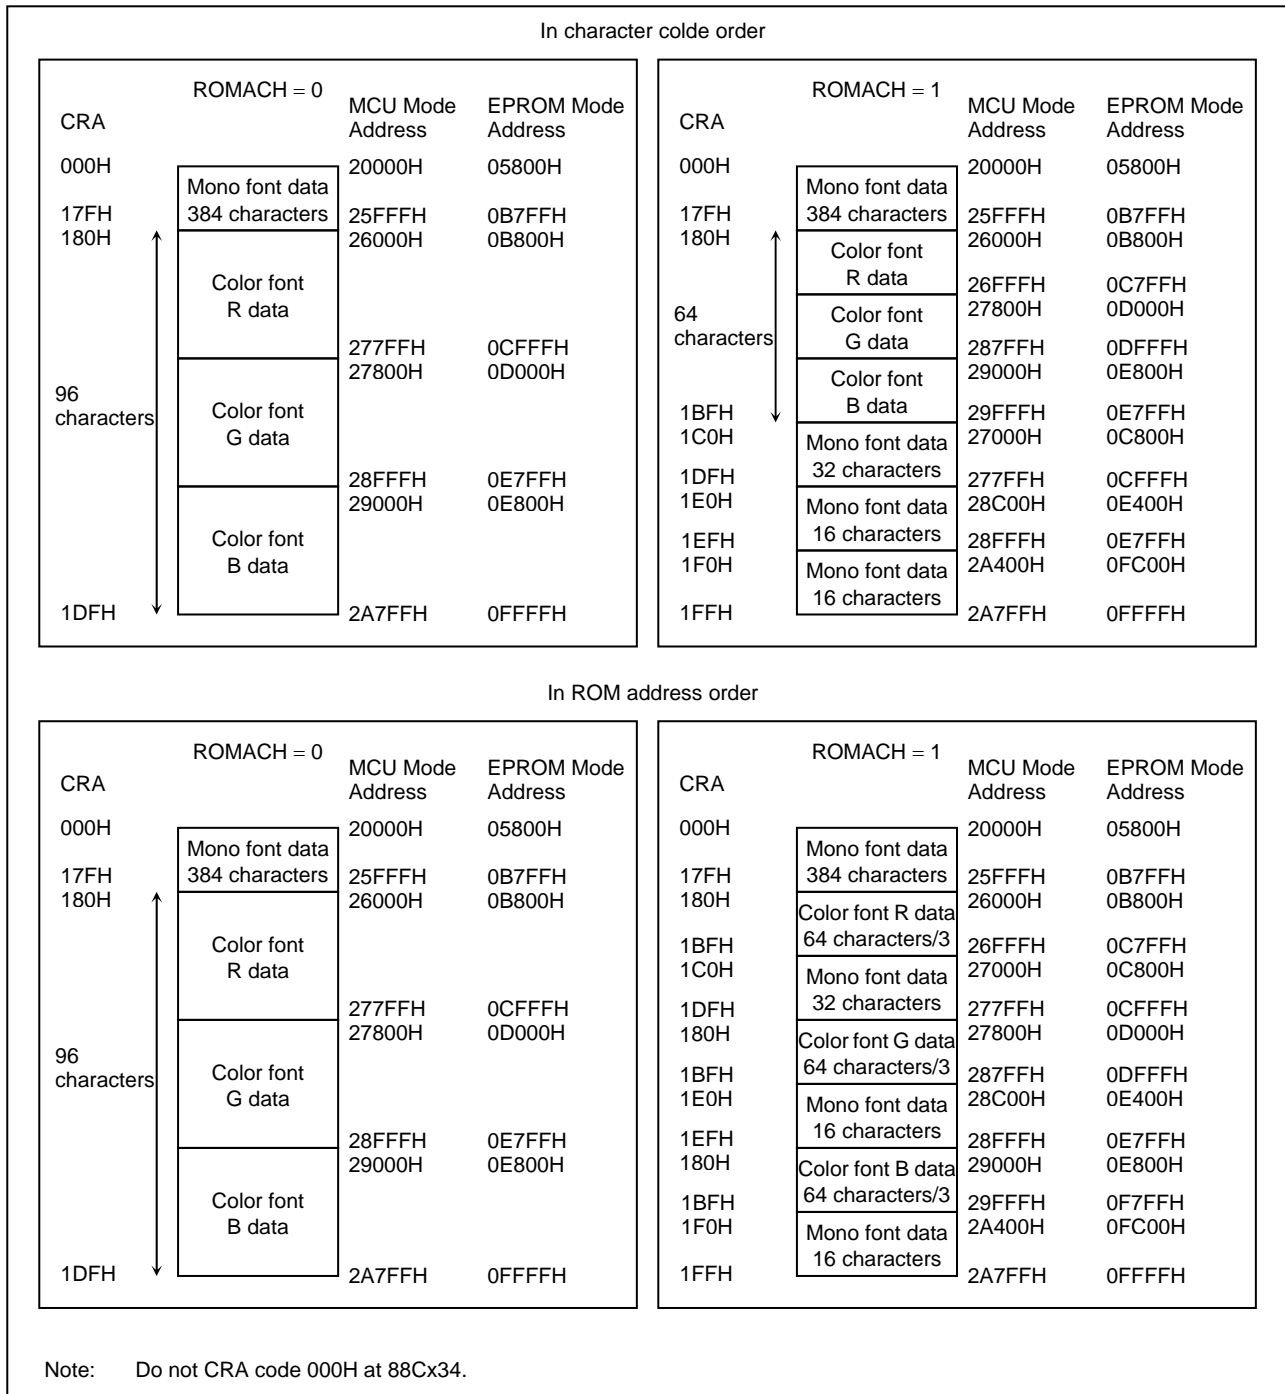 In character colde order
ROMACH = 0
CRA
MCU Mode Address
EPROM Mode Address
000H 20000H 05800H
Mono font data
384 characters
17FH 25FFFH 0B7FFH
180H 26000H 0B800H
Color font
R data
277FFH 0CFFFH
27800H 0D000H
96
characters
Color font
G data
28FFFH 0E7FFH
29000H 0E800H
Color font
B data
1DFH 2A7FFH 0FFFFH
ROMACH = 1
CRA
MCU Mode Address
EPROM Mode Address
000H 20000H 05800H
Mono font data
384 characters
17FH 25FFFH 0B7FFH
180H 26000H 0B800H
Color font
R data
26FFFH 0C7FFH
27800H 0D000H
64
characters
Color font
G data
287FFH 0DFFFH
29000H 0E800H
Color font
B data
1BFH 29FFFH 0E7FFH
1C0H 27000H 0C800H
Mono font data
32 characters
1DFH 277FFH 0CFFFH
1E0H 28C00H 0E400H
Mono font data
16 characters
1EFH 28FFFH 0E7FFH
1F0H 2A400H 0FC00H
Mono font data
16 characters
1FFH 2A7FFH 0FFFFH
In ROM address order
ROMACH = 0
CRA
MCU Mode Address
EPROM Mode Address
000H 20000H 05800H
Mono font data
384 characters
17FH 25FFFH 0B7FFH
180H 26000H 0B800H
Color font
R data
277FFH 0CFFFH
27800H 0D000H
96
characters
Color font
G data
28FFFH 0E7FFH
29000H 0E800H
Color font
B data
1DFH 2A7FFH 0FFFFH
ROMACH = 1
CRA
MCU Mode Address
EPROM Mode Address
000H 20000H 05800H
Mono font data
384 characters
17FH 25FFFH 0B7FFH
180H 26000H 0B800H
Color font R data
64 characters/3
1BFH 26FFFH 0C7FFH
1C0H 27000H 0C800H
Mono font data
32 characters
1DFH 277FFH 0CFFFH
180H 27800H 0D000H
Color font G data
64 characters/3
1BFH 287FFH 0DFFFH
1E0H 28C00H 0E400H
Mono font data
16 characters
1EFH 28FFFH 0E7FFH
180H 29000H 0E800H
Color font B data
64 characters/3
1BFH 29FFFH 0F7FFH
1F0H 2A400H 0FC00H
Mono font data
16 characters
1FFH 2A7FFH 0FFFFH
Note: Do not CRA code 000H at 88Cx34.